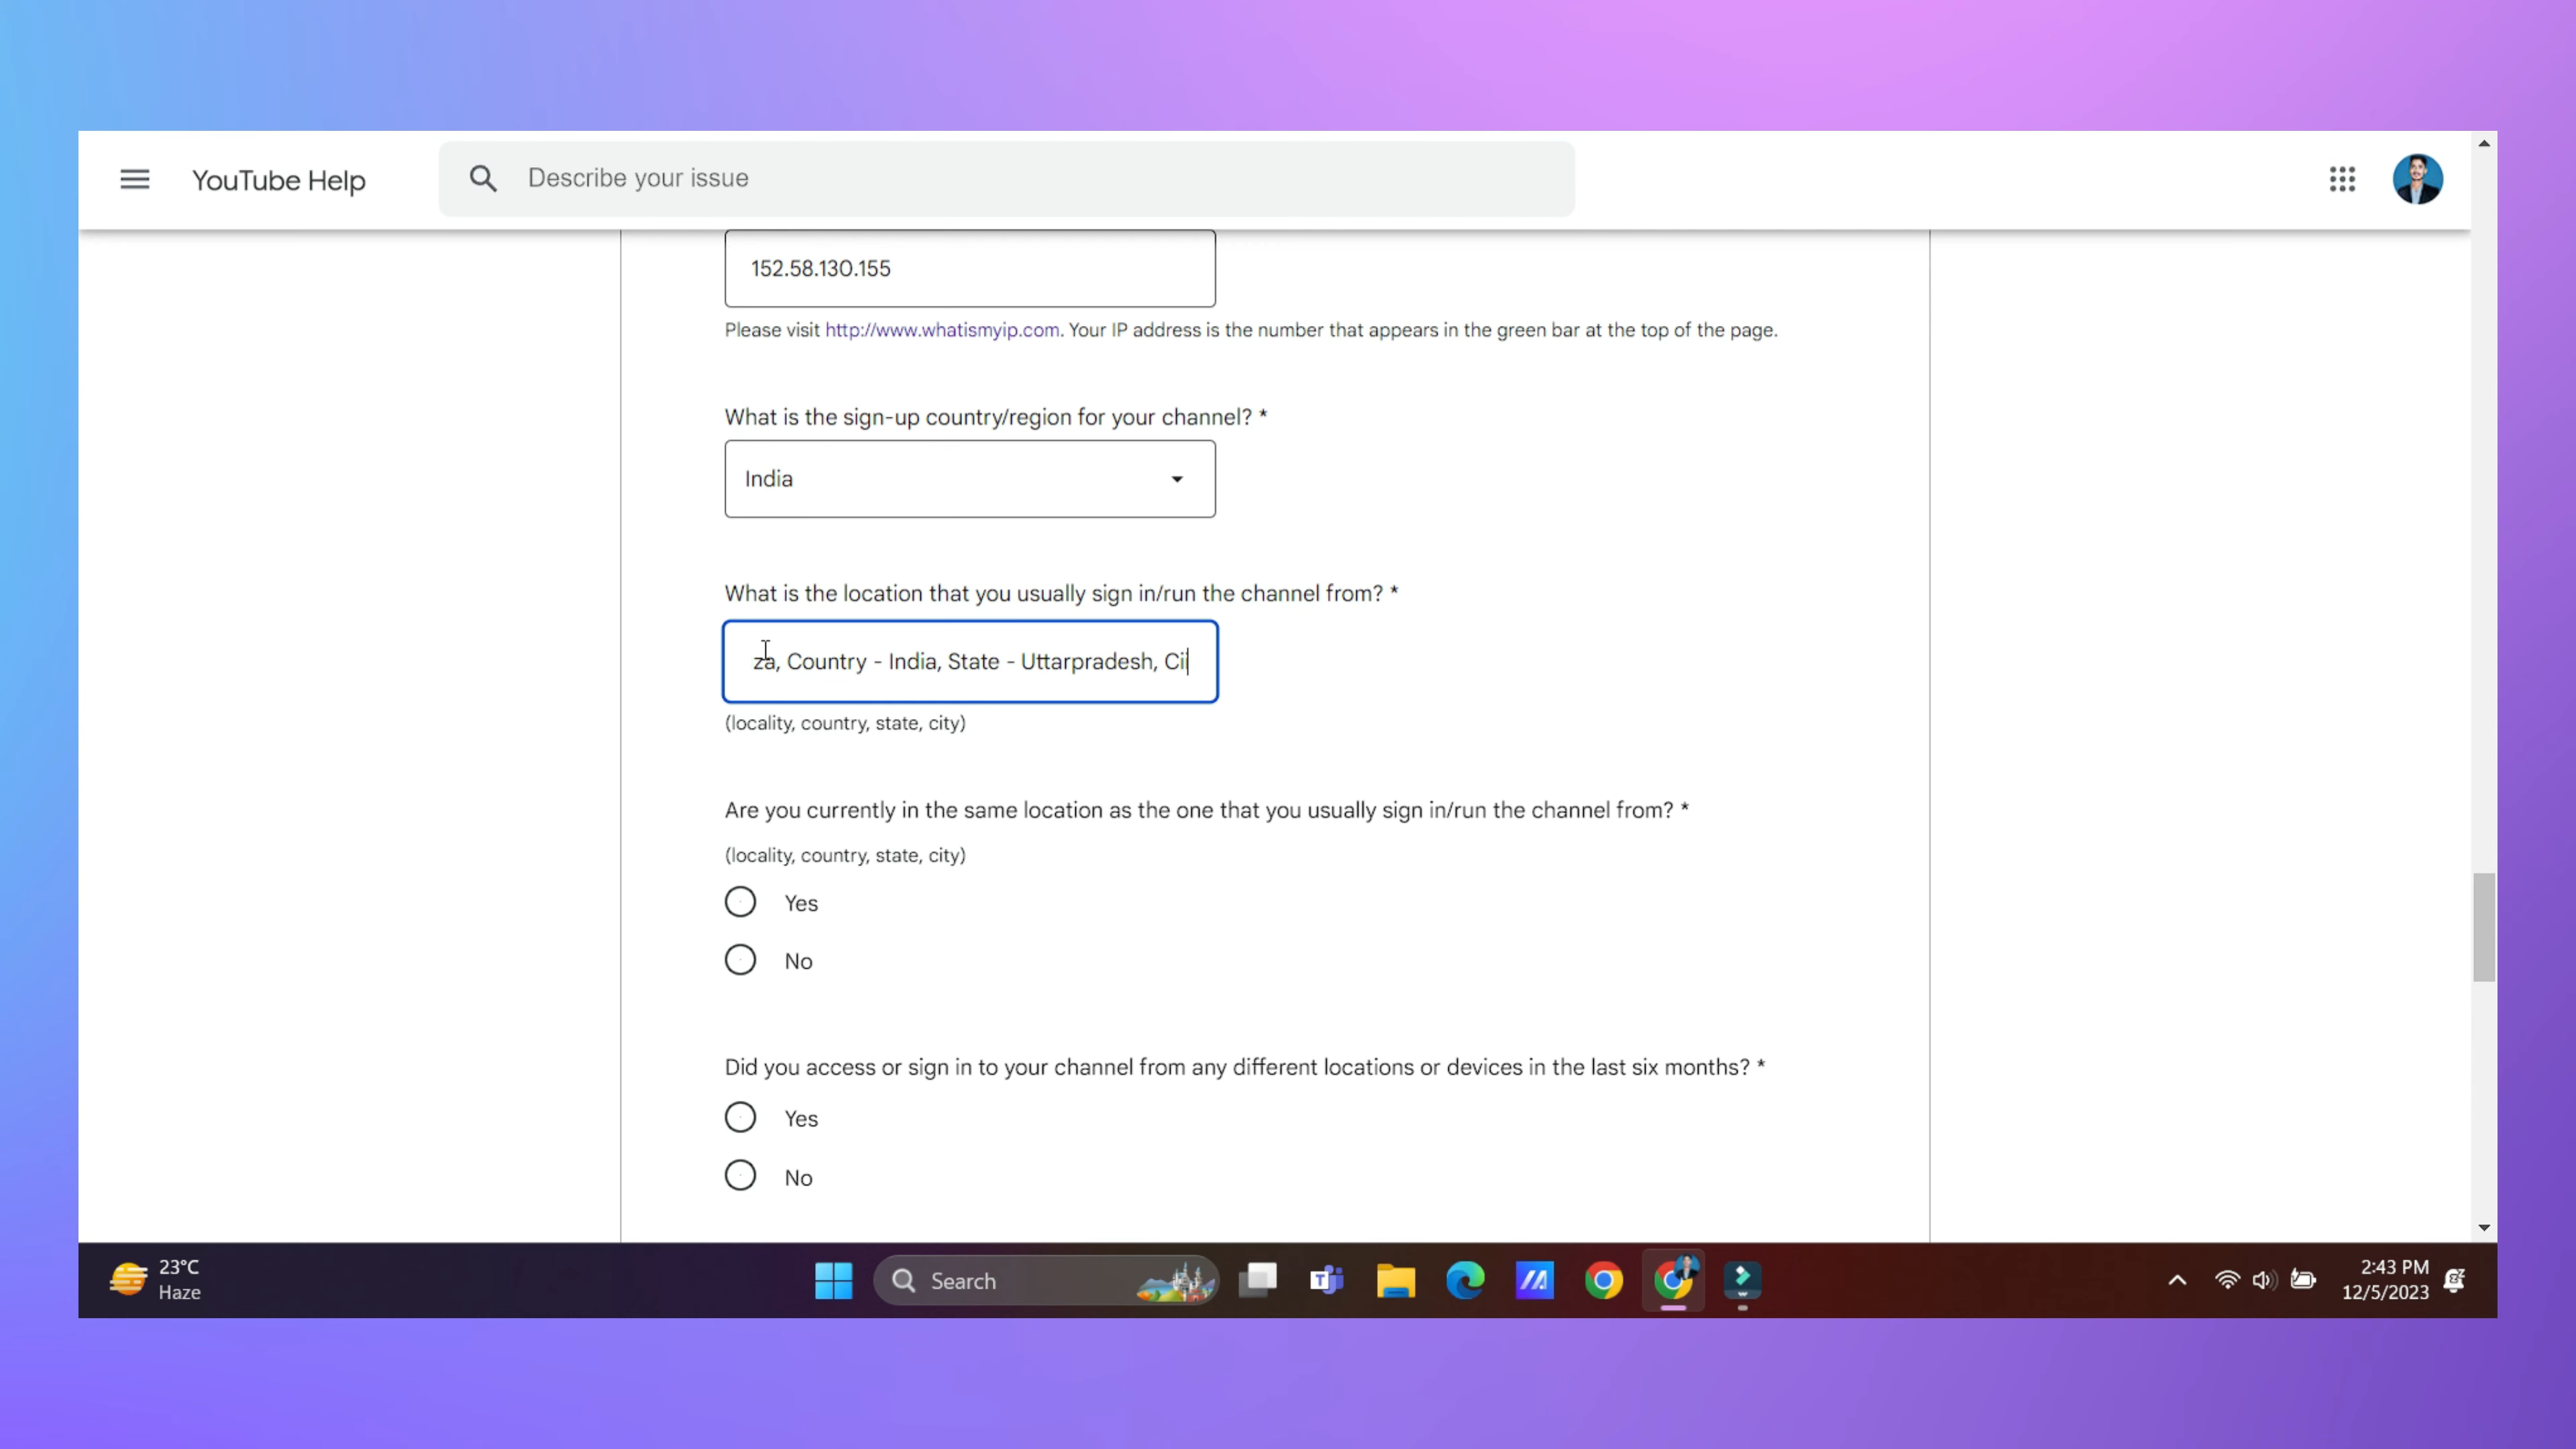 YouTube Help
Describe your issue
152.58.130.155
Please visit http://www.whatismyip.com. Your IP address is the number that appears in the green bar at the top of the page.
What is the sign-up country/region for your channel? *
India
What is the location that you usually sign in/run the channel from? *
za, Country - India, State - Uttarpradesh, Cii
(locality, country, state, city)
Are you currently in the same location as the one that you usually sign in/run the channel from? *
(locality, country, state, city)
Yes
No
Did you access or sign in to your channel from any different locations or devices in the last six months? *
Yes
No
23°C
Haze
Search
2:43 PM
12/5/2023